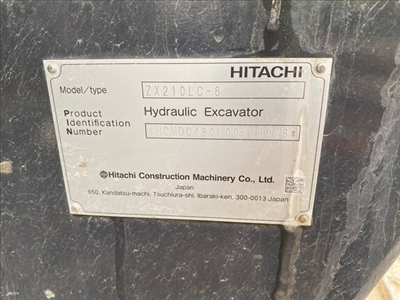 HITACHI
Model/type ZX210LC-6
Product Hydraulic Excavator
Identification
Number
Hitachi Construction Machinery Co., Ltd.
Japan
650, Kandatsu-machi, Tsuchiura-shi, Ibaraki-ken, 300-0013 Japan